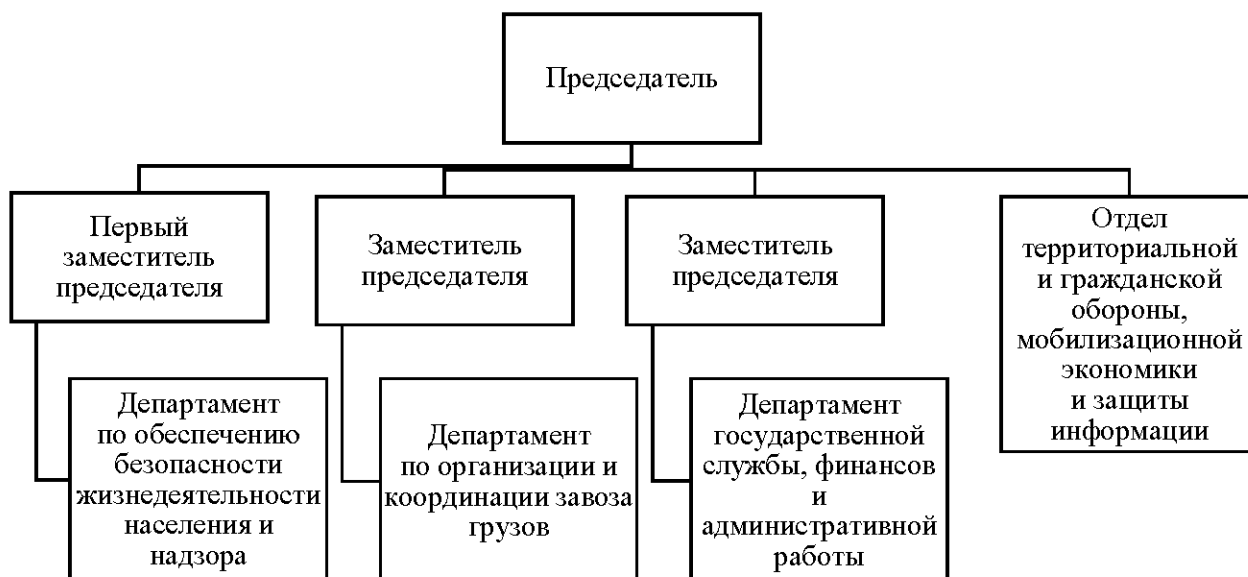 Председатель
Первый
заместитель
председателя
Заместитель
председателя
Заместитель
председателя
Отдел
территориальной
и гражданской
обороны,
мобилизационной
экономики
и защиты
информации
Департамент
по обеспечению
безопасности
жизнедеятельности
населения и
надзора
Департамент
по организации и
координации завоза
грузов
Департамент
государственной
службы, финансов
и
административной
работы